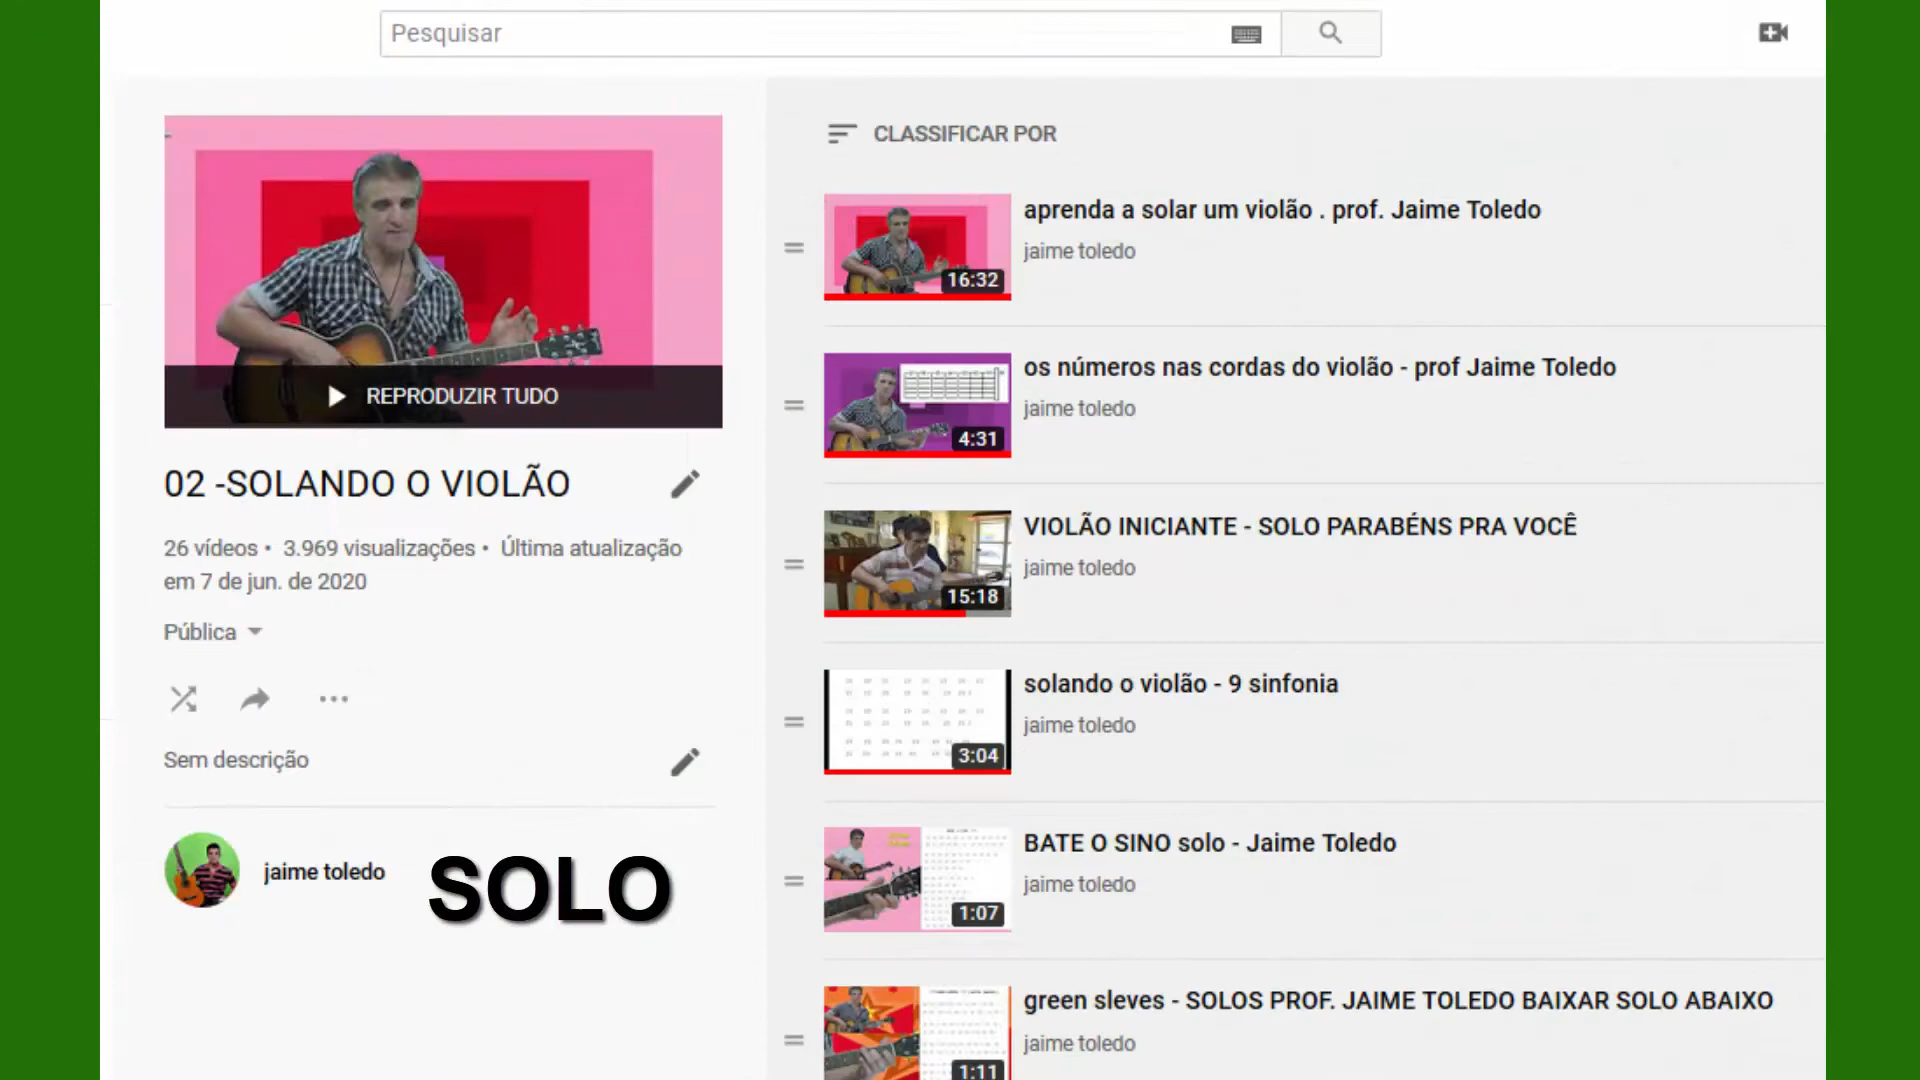 Pesquisar
REPRODUZIR TUDO
02 -SOLANDO O VIOLÃO
26 vídeos • 3.969 visualizações • Última atualização
em 7 de jun. de 2020
Pública
Sem descrição
jaime toledo
SOLO
CLASSIFICAR POR
aprenda a solar um violão . prof. Jaime Toledo
jaime toledo
16:32
os números nas cordas do violão - prof Jaime Toledo
jaime toledo
4:31
VIOLÃO INICIANTE - SOLO PARABÉNS PRA VOCÊ
jaime toledo
15:18
solando o violão - 9 sinfonia
jaime toledo
3:04
BATE O SINO solo - Jaime Toledo
jaime toledo
1:07
green sleves - SOLOS PROF. JAIME TOLEDO BAIXAR SOLO ABAIXO
jaime toledo
1:11